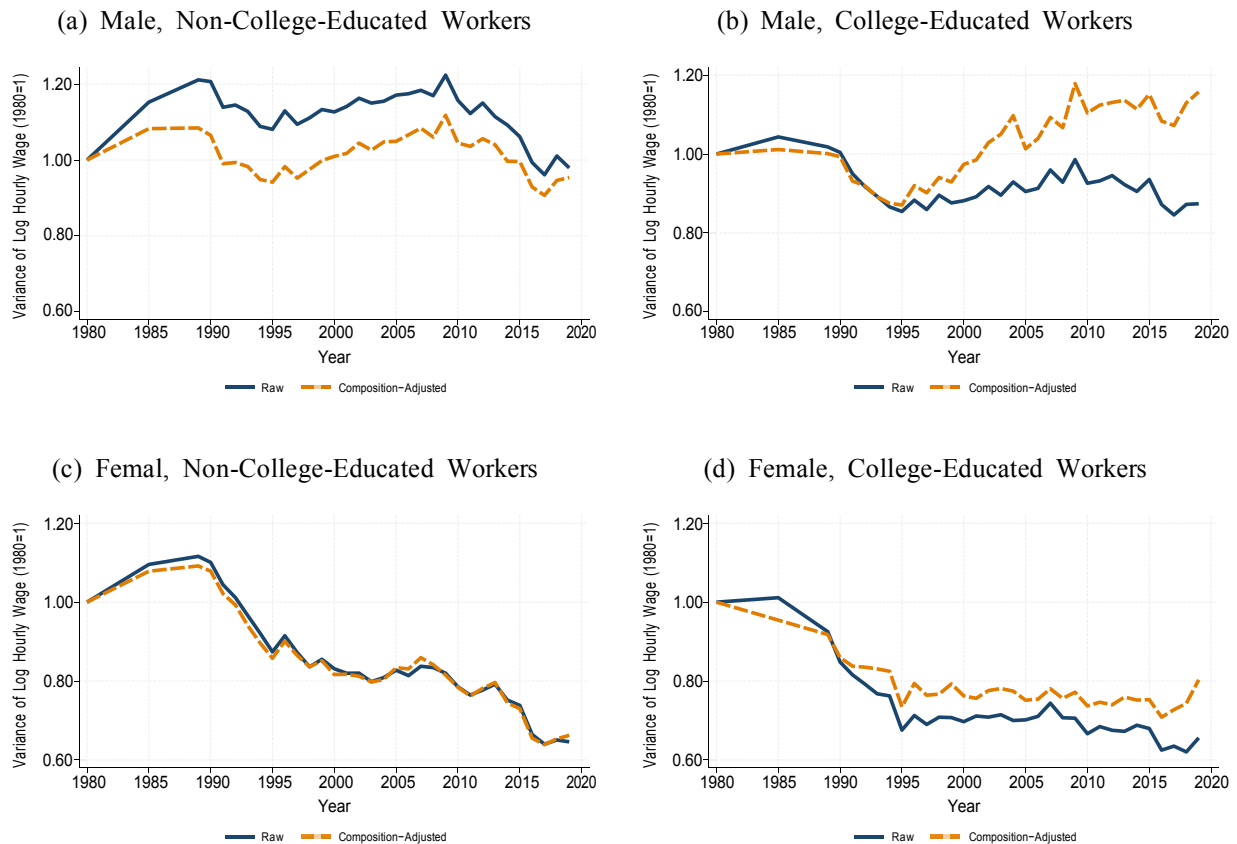 (a) Male, Non-College-Educated Workers
Variance of Log Hourly Wage (1980=1)
1.20
1.00
0.80
0.60
1980 1985 1990 1995 2000 2005 2010 2015 2020
Year
Raw Composition-Adjusted
(b) Male, College-Educated Workers
Variance of Log Hourly Wage (1980=1)
1.20
1.00
0.80
0.60
1980 1985 1990 1995 2000 2005 2010 2015 2020
Year
Raw Composition-Adjusted
(c) Femal, Non-College-Educated Workers
Variance of Log Hourly Wage (1980=1)
1.20
1.00
0.80
0.60
1980 1985 1990 1995 2000 2005 2010 2015 2020
Year
Raw Composition-Adjusted
(d) Female, College-Educated Workers
Variance of Log Hourly Wage (1980=1)
1.20
1.00
0.80
0.60
1980 1985 1990 1995 2000 2005 2010 2015 2020
Year
Raw Composition-Adjusted